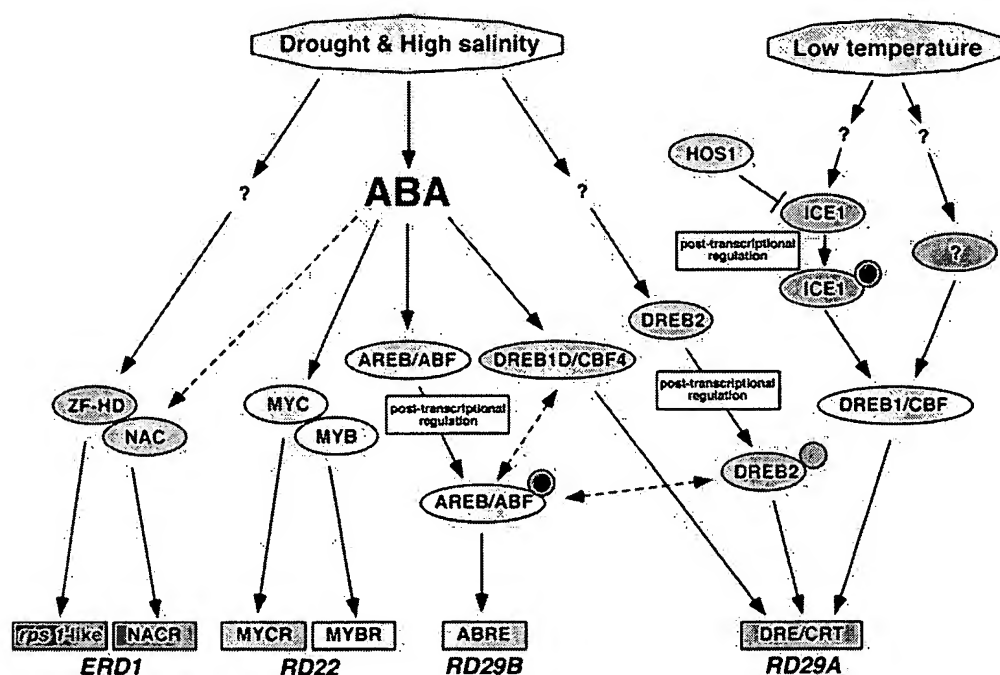 Drought & High salinity
Low temperature
?
?
HOS1
?
ABA
?
ICE1
post-transcriptional
regulation
?
ICE1
DREB2
AREB/ABF
DREB1D/CBF4
ZF-HD
NAC
MYC
MYB
post-transcriptional
regulation
post-transcriptional
regulation
DREB1/CBF
DREB2
AREB/ABF
rps 1-like
NACR
MYCR
MYBR
ABRE
DRE/CRT
ERD1
RD22
RD29B
RD29A